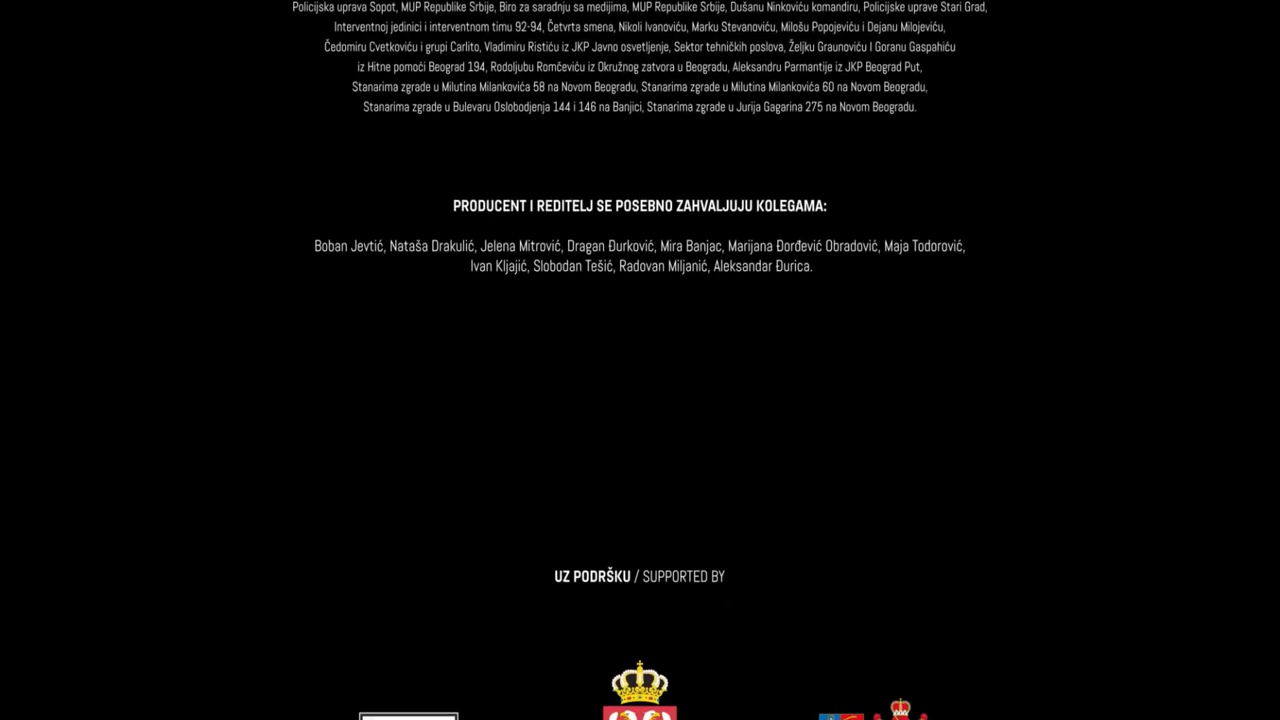 Policijska uprava Sopot, MUP Republike Srbije, Biro za saradnju sa medijima, MUP Republike Srbije, Dušanu Ninkoviću komandiru, Policijske uprave Stari Grad,
Interventnoj jedinici i interventnom timu 92-94, Četvrta smena, Nikoli Ivanoviću, Marku Stevanoviću, Milošu Popojeviću i Dejanu Milojeviću,
Čedomiru Cvetkoviću i grupi Carlito, Vladimiru Ristiću iz JKP Javno osvetljenje, Sektor tehničkih poslova, Željku Graunoviću I Goranu Gaspahiću
iz Hitne pomoći Beograd 194, Rodoljubu Romčeviću iz Okružnog zatvora u Beogradu, Aleksandru Parmantije iz JKP Beograd Put,
Stanarima zgrade u Milutina Milankovića 58 na Novom Beogradu, Stanarima zgrade u Milutina Milankovića 60 na Novom Beogradu,
Stanarima zgrade u Bulevaru Oslobodjenja 144 i 146 na Banjici, Stanarima zgrade u Jurija Gagarina 275 na Novom Beogradu.
PRODUCENT I REDITELJ SE POSEBNO ZAHVALJUJU KOLEGAMA:
Boban Jevtić, Nataša Drakulić, Jelena Mitrović, Dragan Đurković, Mira Banjac, Marijana Đorđević Obradović, Maja Todorović,
Ivan Kljajić, Slobodan Tešić, Radovan Miljanić, Aleksandar Đurica.
UZ PODRŠKU / SUPPORTED BY